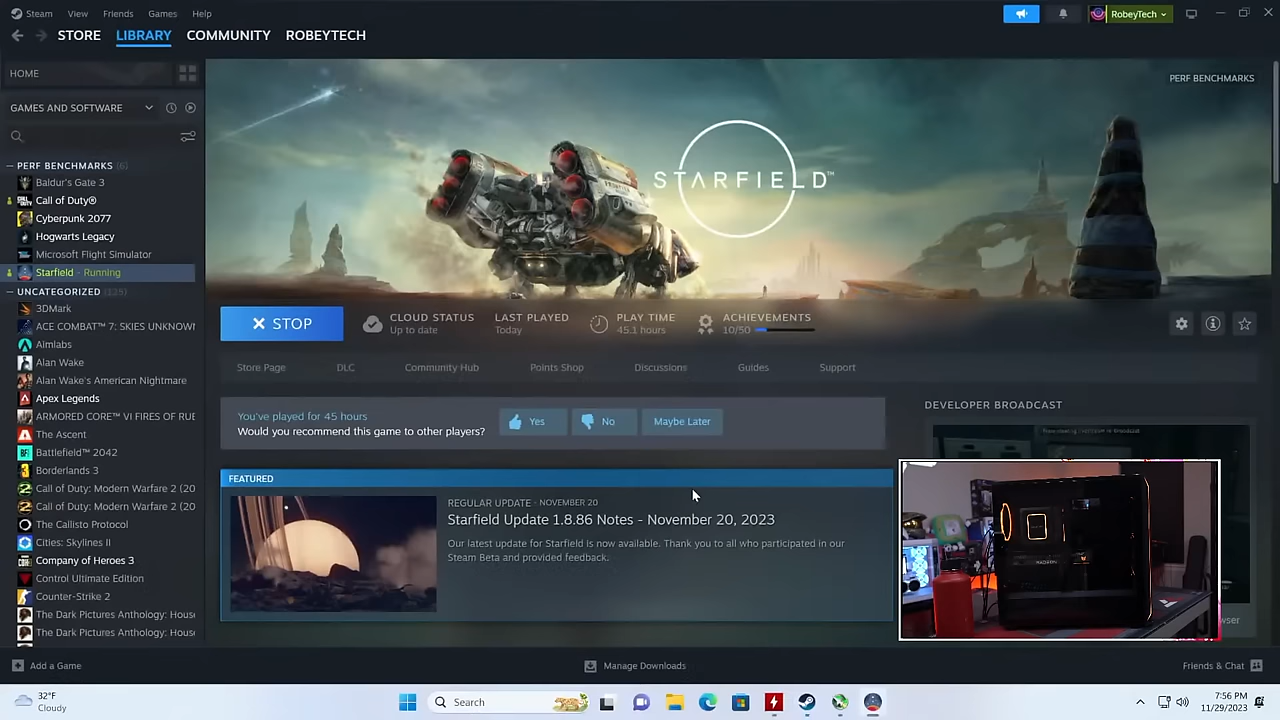 Steam View Friends Games Help
RobeyTech
STORE LIBRARY COMMUNITY ROBEYTECH
HOME
GAMES AND SOFTWARE
PERF BENCHMARKS (6)
Baldur's Gate 3
Call of Duty®
Cyberpunk 2077
Hogwarts Legacy
Microsoft Flight Simulator
Starfield - Running
UNCATEGORIZED (129)
3DMark
ACE COMBAT™ 7: SKIES UNKNOWN
Aimlabs
Alan Wake
Alan Wake's American Nightmare
Apex Legends
ARMORED CORE™ VI FIRES OF RUB
The Ascent
Battlefield™ 2042
Borderlands 3
Call of Duty: Modern Warfare 2 (20
Call of Duty: Modern Warfare 2 (20
The Callisto Protocol
Cities: Skylines II
Company of Heroes 3
Control Ultimate Edition
Counter-Strike 2
The Dark Pictures Anthology: House
The Dark Pictures Anthology: House
PERF BENCHMARKS
STARFIELD™
STOP
CLOUD STATUS
Up to date
LAST PLAYED
Today
PLAY TIME
45.1 hours
ACHIEVEMENTS
10/50
Store Page DLC Community Hub Points Shop Discussions Guides Support
You've played for 45 hours
Would you recommend this game to other players?
Yes No Maybe Later
FEATURED
REGULAR UPDATE · NOVEMBER 20
Starfield Update 1.8.86 Notes - November 20, 2023
Our latest update for Starfield is now available. Thank you to all who participated in our
Steam Beta and provided feedback.
DEVELOPER BROADCAST
RADEON
wser
Add a Game
Manage Downloads
Friends & Chat
32°F
Cloudy
Search
7:56 PM
11/29/2023